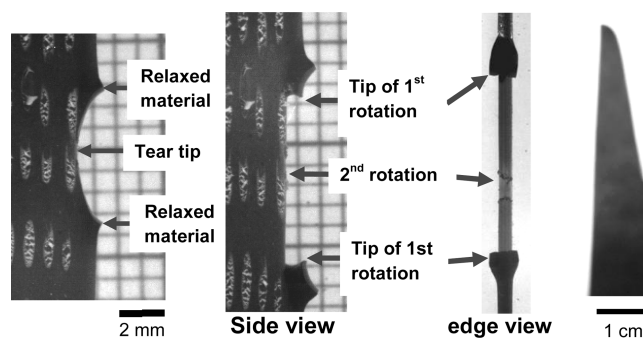 Relaxed
material
Tear tip
Relaxed
material
2 mm
Tip of 1st
rotation
2nd rotation
Tip of 1st
rotation
Side view
edge view
1 cm